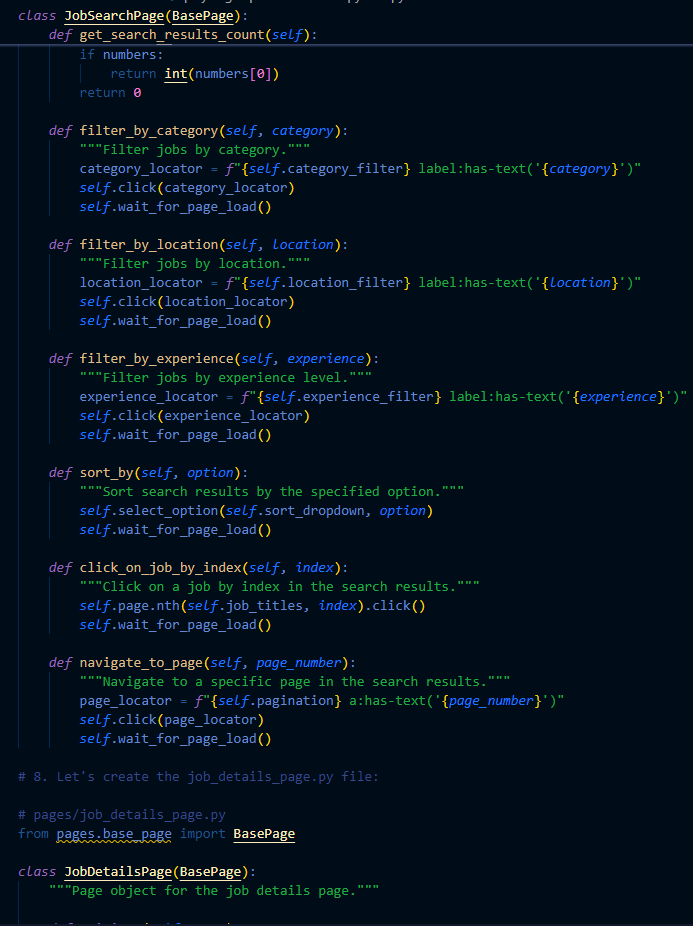 class JobSearchPage(BasePage):
    def get_search_results_count(self):
        if numbers:
            return int(numbers[0])
        return 0

    def filter_by_category(self, category):
        """Filter jobs by category."""
        category_locator = f"{self.category_filter} label:has-text('{category}')"
        self.click(category_locator)
        self.wait_for_page_load()

    def filter_by_location(self, location):
        """Filter jobs by location."""
        location_locator = f"{self.location_filter} label:has-text('{location}')"
        self.click(location_locator)
        self.wait_for_page_load()

    def filter_by_experience(self, experience):
        """Filter jobs by experience level."""
        experience_locator = f"{self.experience_filter} label:has-text('{experience}')"
        self.click(experience_locator)
        self.wait_for_page_load()

    def sort_by(self, option):
        """Sort search results by the specified option."""
        self.select_option(self.sort_dropdown, option)
        self.wait_for_page_load()

    def click_on_job_by_index(self, index):
        """Click on a job by index in the search results."""
        self.page.nth(self.job_titles, index).click()
        self.wait_for_page_load()

    def navigate_to_page(self, page_number):
        """Navigate to a specific page in the search results."""
        page_locator = f"{self.pagination} a:has-text('{page_number}')"
        self.click(page_locator)
        self.wait_for_page_load()

# 8. Let's create the job_details_page.py file:

# pages/job_details_page.py
from pages.base_page import BasePage

class JobDetailsPage(BasePage):
    """Page object for the job details page."""